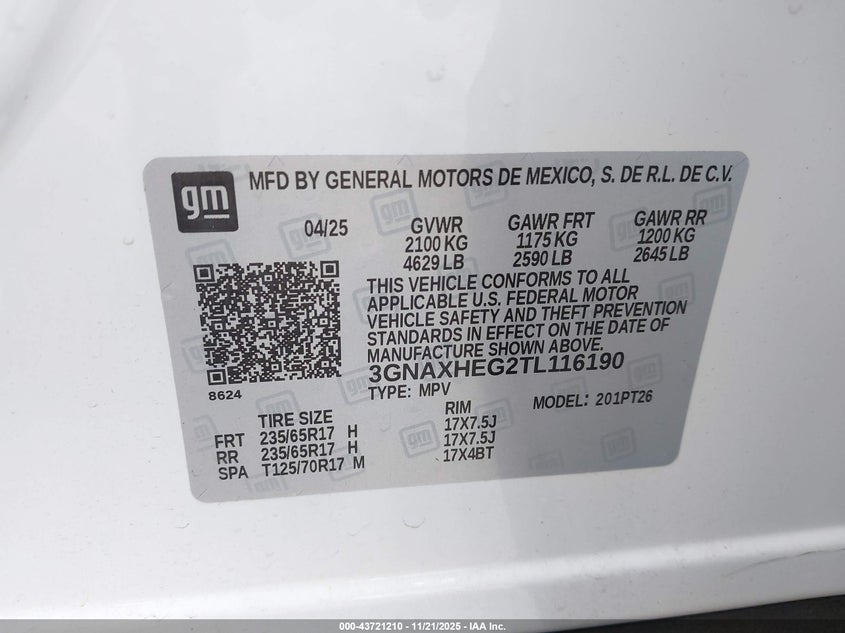 gm
MFD BY GENERAL MOTORS DE MEXICO, S. DE R.L. DE C.V.
04/25
GVWR
2100 KG
4629 LB
GAWR FRT
1175 KG
2590 LB
GAWR RR
1200 KG
2645 LB
THIS VEHICLE CONFORMS TO ALL
APPLICABLE U.S. FEDERAL MOTOR
VEHICLE SAFETY AND THEFT PREVENTION
STANDARDS IN EFFECT ON THE DATE OF
MANUFACTURE SHOWN ABOVE.
3GNAXHEG2TL116190
8624
TYPE: MPV
MODEL: 201PT26
TIRE SIZE
RIM
FRT 235/65R17 H 17X7.5J
RR 235/65R17 H 17X7.5J
SPA T125/70R17 M 17X4BT
000-43721210 - 11/21/2025 - IAA Inc.